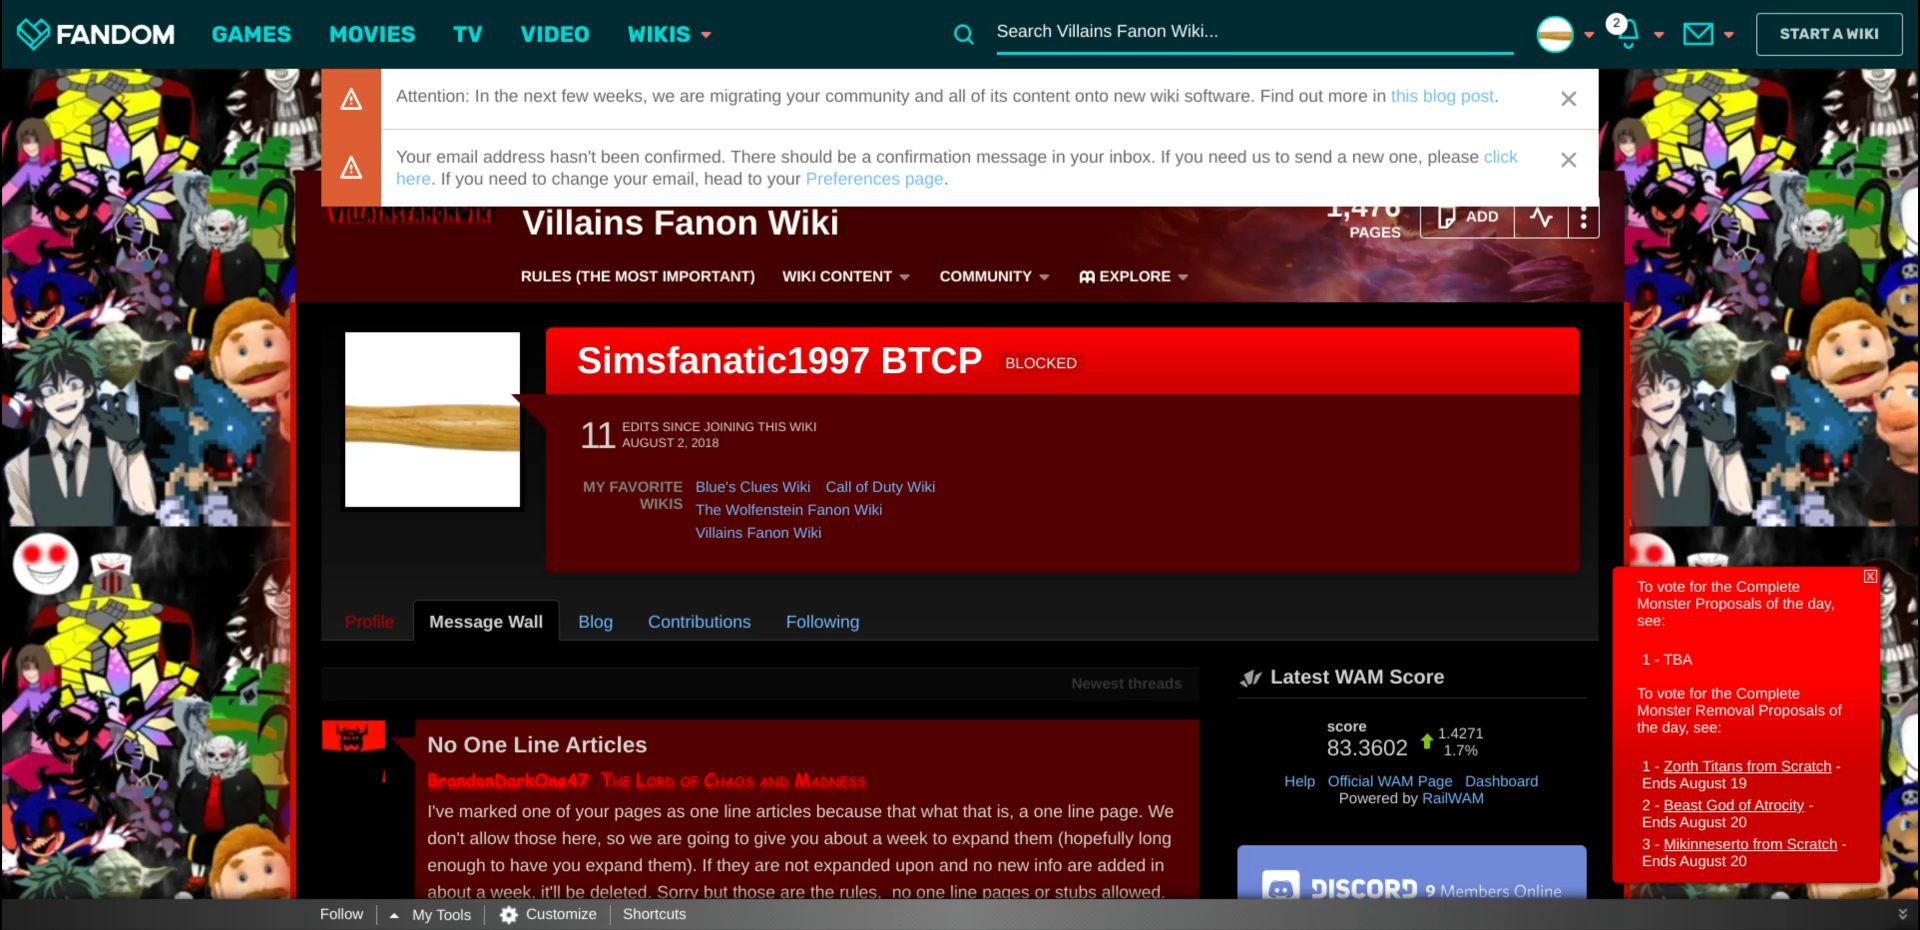 FANDOM
GAMES MOVIES TV VIDEO WIKIS
Search Villains Fanon Wiki...
2
START A WIKI
Attention: In the next few weeks, we are migrating your community and all of its content onto new wiki software. Find out more in this blog post.
Your email address hasn't been confirmed. There should be a confirmation message in your inbox. If you need us to send a new one, please click
here. If you need to change your email, head to your Preferences page.
VILLAINSFANONWIKI
Villains Fanon Wiki
1,476
PAGES
ADD
RULES (THE MOST IMPORTANT) WIKI CONTENT COMMUNITY EXPLORE
Simsfanatic1997 BTCP BLOCKED
11 EDITS SINCE JOINING THIS WIKI
AUGUST 2, 2018
MY FAVORITE
WIKIS
Blue's Clues Wiki Call of Duty Wiki
The Wolfenstein Fanon Wiki
Villains Fanon Wiki
Profile Message Wall Blog Contributions Following
Newest threads
No One Line Articles
BrandonDarkOne47 The Lord of Chaos and Madness
I've marked one of your pages as one line articles because that what that is, a one line page. We
don't allow those here, so we are going to give you about a week to expand them (hopefully long
enough to have you expand them). If they are not expanded upon and no new info are added in
about a week, it'll be deleted. Sorry but those are the rules, no one line pages or stubs allowed.
Latest WAM Score
score
83.3602
1.4271
1.7%
Help Official WAM Page Dashboard
Powered by RailWAM
DISCORD 9 Members Online
X
To vote for the Complete
Monster Proposals of the day,
see:
1 - TBA
To vote for the Complete
Monster Removal Proposals of
the day, see:
1 - Zorth Titans from Scratch -
Ends August 19
2 - Beast God of Atrocity -
Ends August 20
3 - Mikinneserto from Scratch -
Ends August 20
Follow My Tools Customize Shortcuts